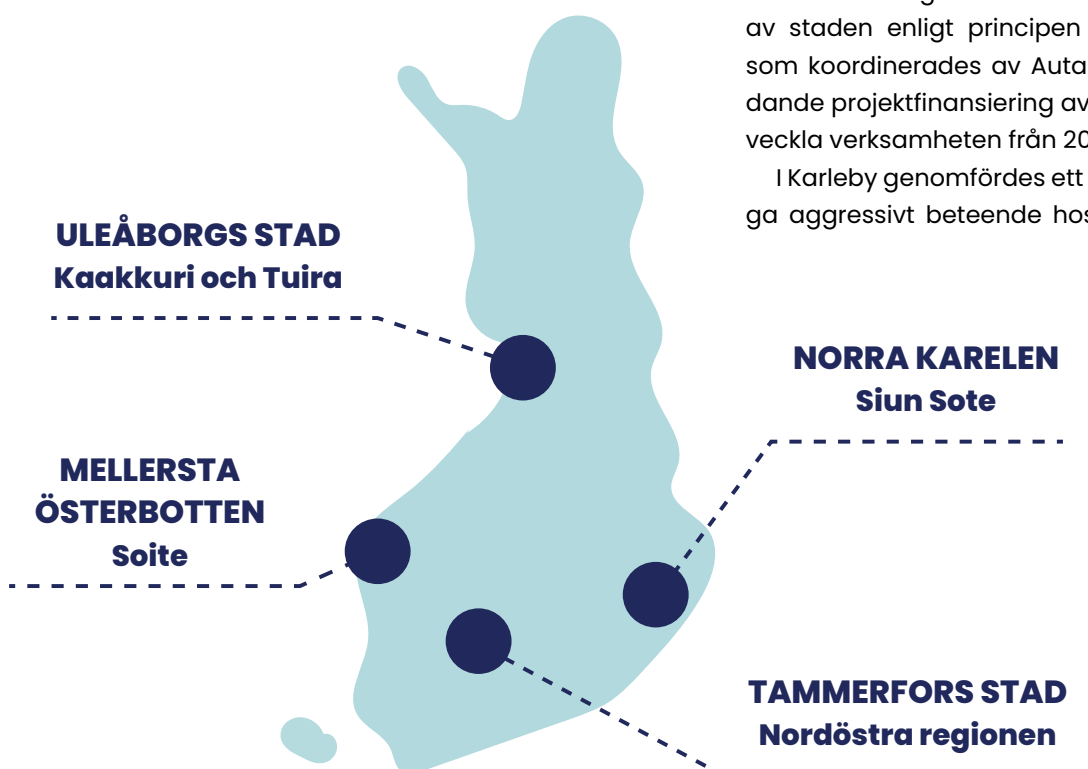 av staden enligt principen
som koordinerades av Auta
dande projektfinansiering av
veckla verksamheten från 20
I Karleby genomfördes ett
ga aggressivt beteende hos
ULEÅBORGS STAD
Kaakkuri och Tuira
NORRA KARELEN
Siun Sote
MELLERSTA
ÖSTERBOTTEN
Soite
TAMMERFORS STAD
Nordöstra regionen